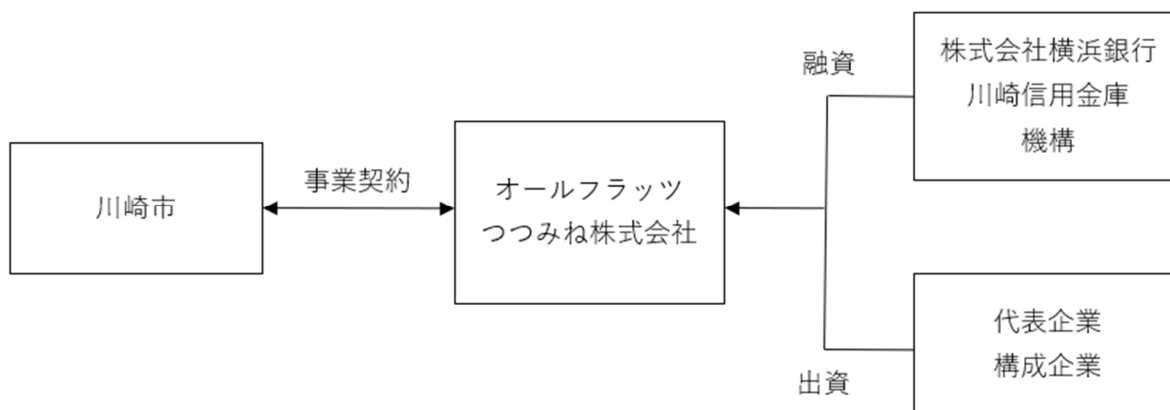 川崎市
事業契約
オールフラッツ
つつみね株式会社
融資
株式会社横浜銀行
川崎信用金庫
機構
出資
代表企業
構成企業